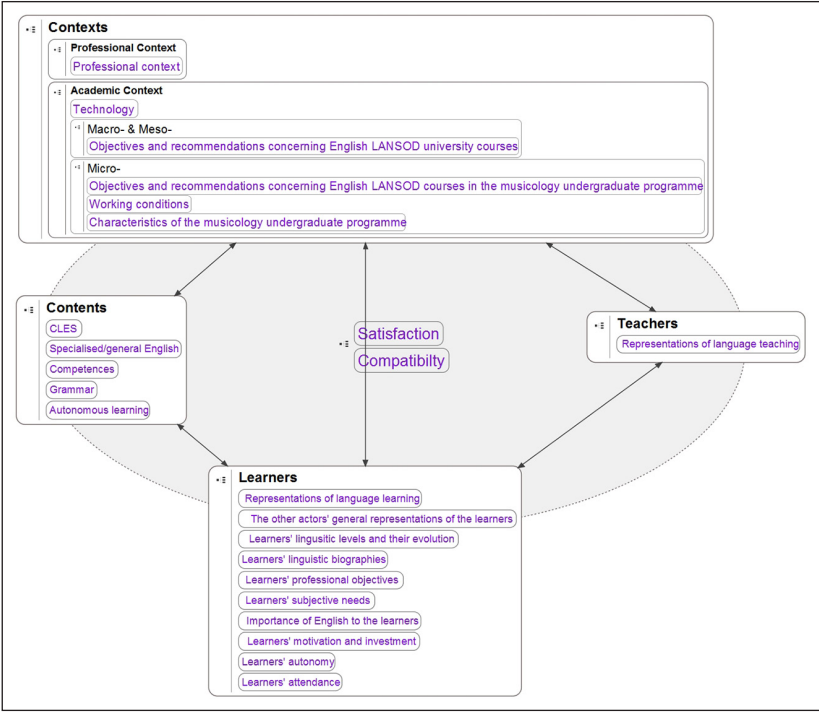 Contexts
Professional Context
Professional context
Academic Context
Technology
Macro- & Meso-
Objectives and recommendations concerning English LANSOD university courses
Micro-
Objectives and recommendations concerning English LANSOD courses in the musicology undergraduate programme
Working conditions
Characteristics of the musicology undergraduate programme
Contents
CLES
Specialised/general English
Competences
Grammar
Autonomous learning
Satisfaction
Compatibilty
Teachers
Representations of language teaching
Learners
Representations of language learning
The other actors' general representations of the learners
Learners' lingusitic levels and their evolution
Learners' linguistic biographies
Learners' professional objectives
Learners' subjective needs
Importance of English to the learners
Learners' motivation and investment
Learners' autonomy
Learners' attendance